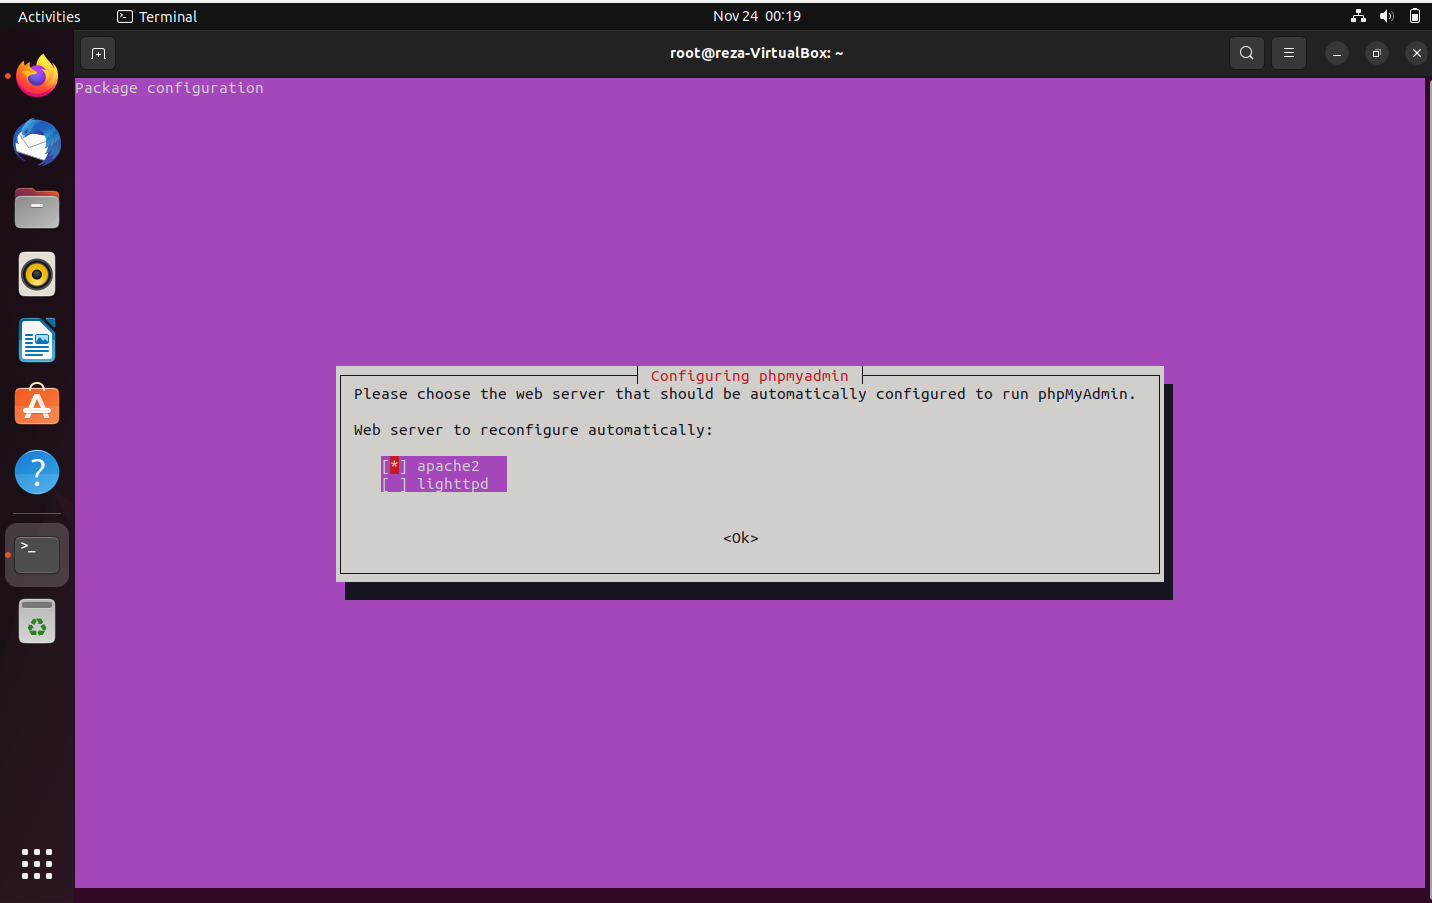 Activities
Terminal
Nov 24 00:19
root@reza-VirtualBox: ~
Package configuration
Configuring phpmyadmin
Please choose the web server that should be automatically configured to run phpMyAdmin.
Web server to reconfigure automatically:
[*] apache2
[ ] lighttpd
<Ok>